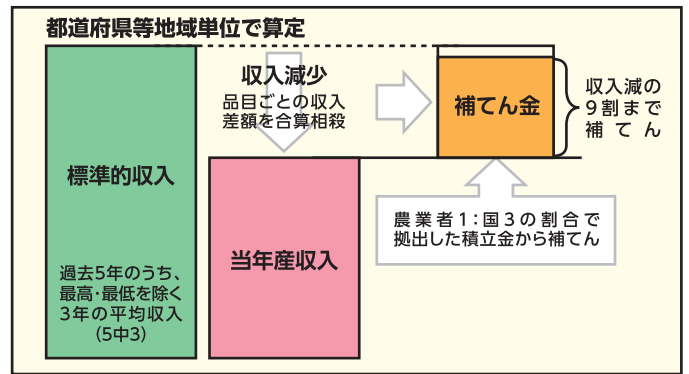 都道府県等地域単位で算定
収入減少
品目ごとの収入
差額を合算相殺
補てん金
収入減の
9割まで
補てん
標準的収入
農業者1：国3の割合で
拠出した積立金から補てん
当年産収入
過去5年のうち、
最高・最低を除く
3年の平均収入
（5中3）